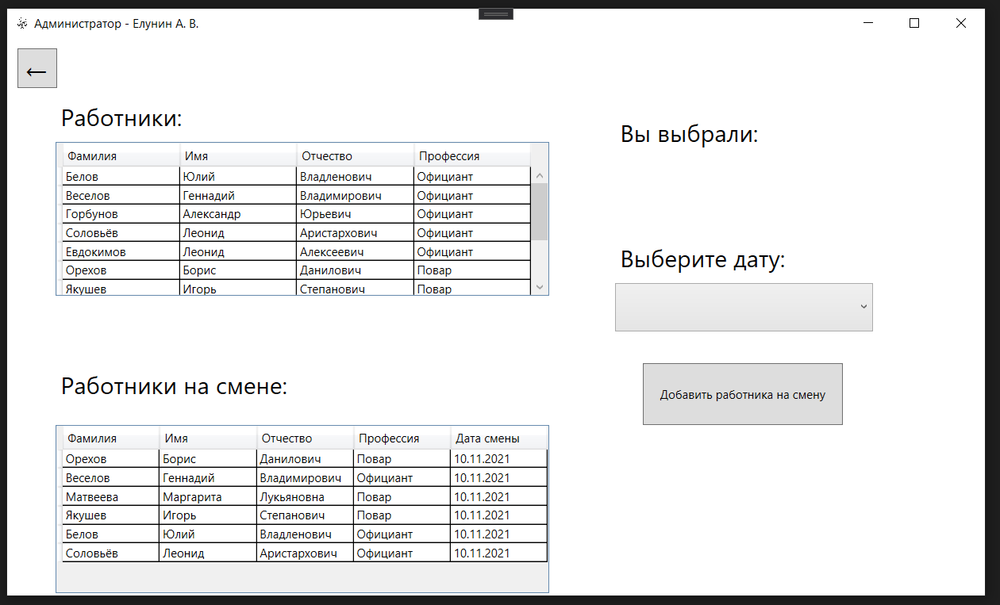 Администратор - Елунин А. В.
←
Работники:
Фамилия Имя Отчество Профессия
Белов Юлий Владленович Официант
Веселов Геннадий Владимирович Официант
Горбунов Александр Юрьевич Официант
Соловьёв Леонид Аристархович Официант
Евдокимов Леонид Алексеевич Официант
Орехов Борис Данилович Повар
Якушев Игорь Степанович Повар
Работники на смене:
Фамилия Имя Отчество Профессия Дата смены
Орехов Борис Данилович Повар 10.11.2021
Веселов Геннадий Владимирович Официант 10.11.2021
Матвеева Маргарита Лукьяновна Повар 10.11.2021
Якушев Игорь Степанович Повар 10.11.2021
Белов Юлий Владленович Официант 10.11.2021
Соловьёв Леонид Аристархович Официант 10.11.2021
Вы выбрали:
Выберите дату:
Добавить работника на смену